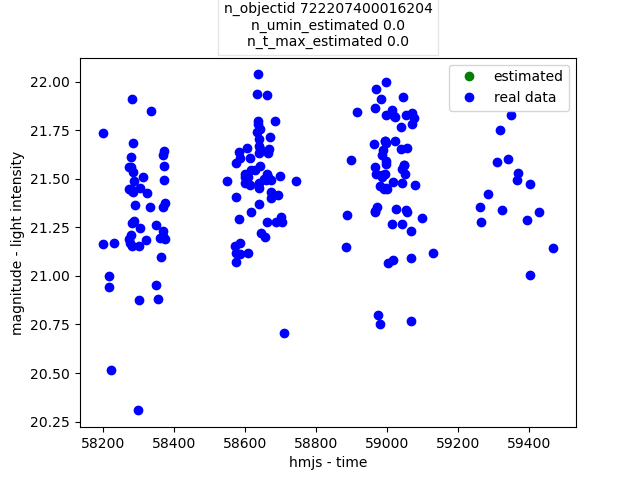 n_objectid 722207400016204
n_umin_estimated 0.0
n_t_max_estimated 0.0
estimated
real data
22.00
21.75
21.50
21.25
21.00
20.75
20.50
20.25
magnitude - light intensity
58200 58400 58600 58800 59000 59200 59400
hmjs - time